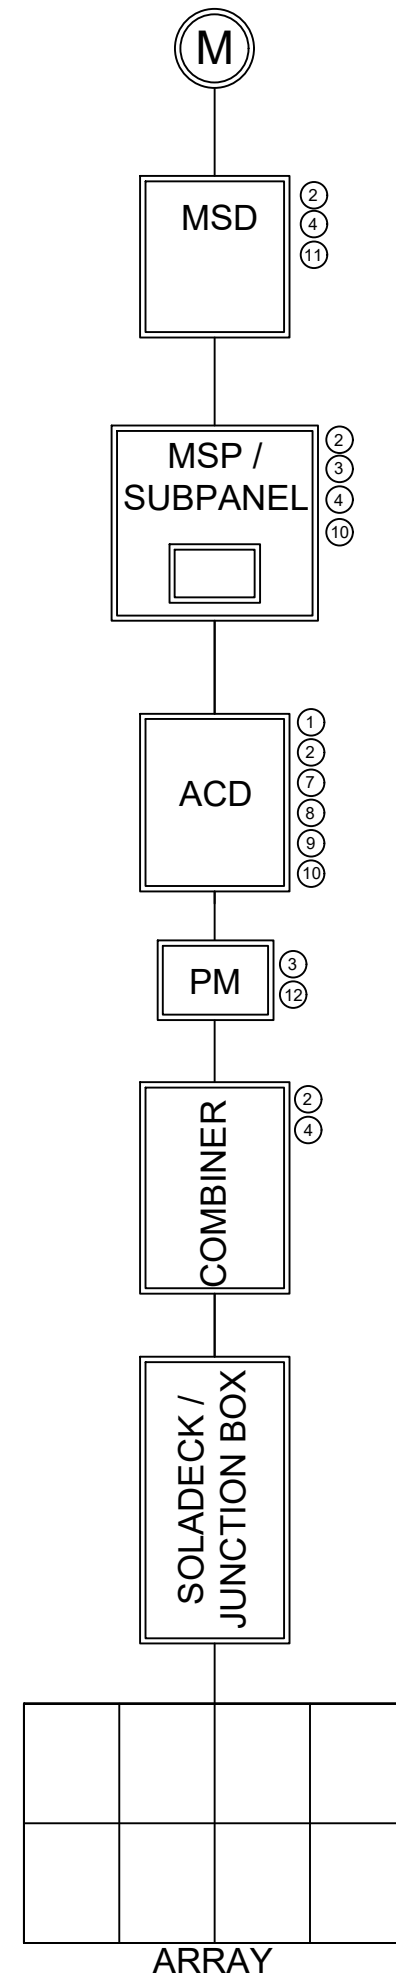 M
MSD
2
4
11
MSP /
SUBPANEL
2
3
4
10
ACD
1
2
7
8
9
10
PM
3
12
COMBINER
2
4
SOLADECK /
JUNCTION BOX
ARRAY